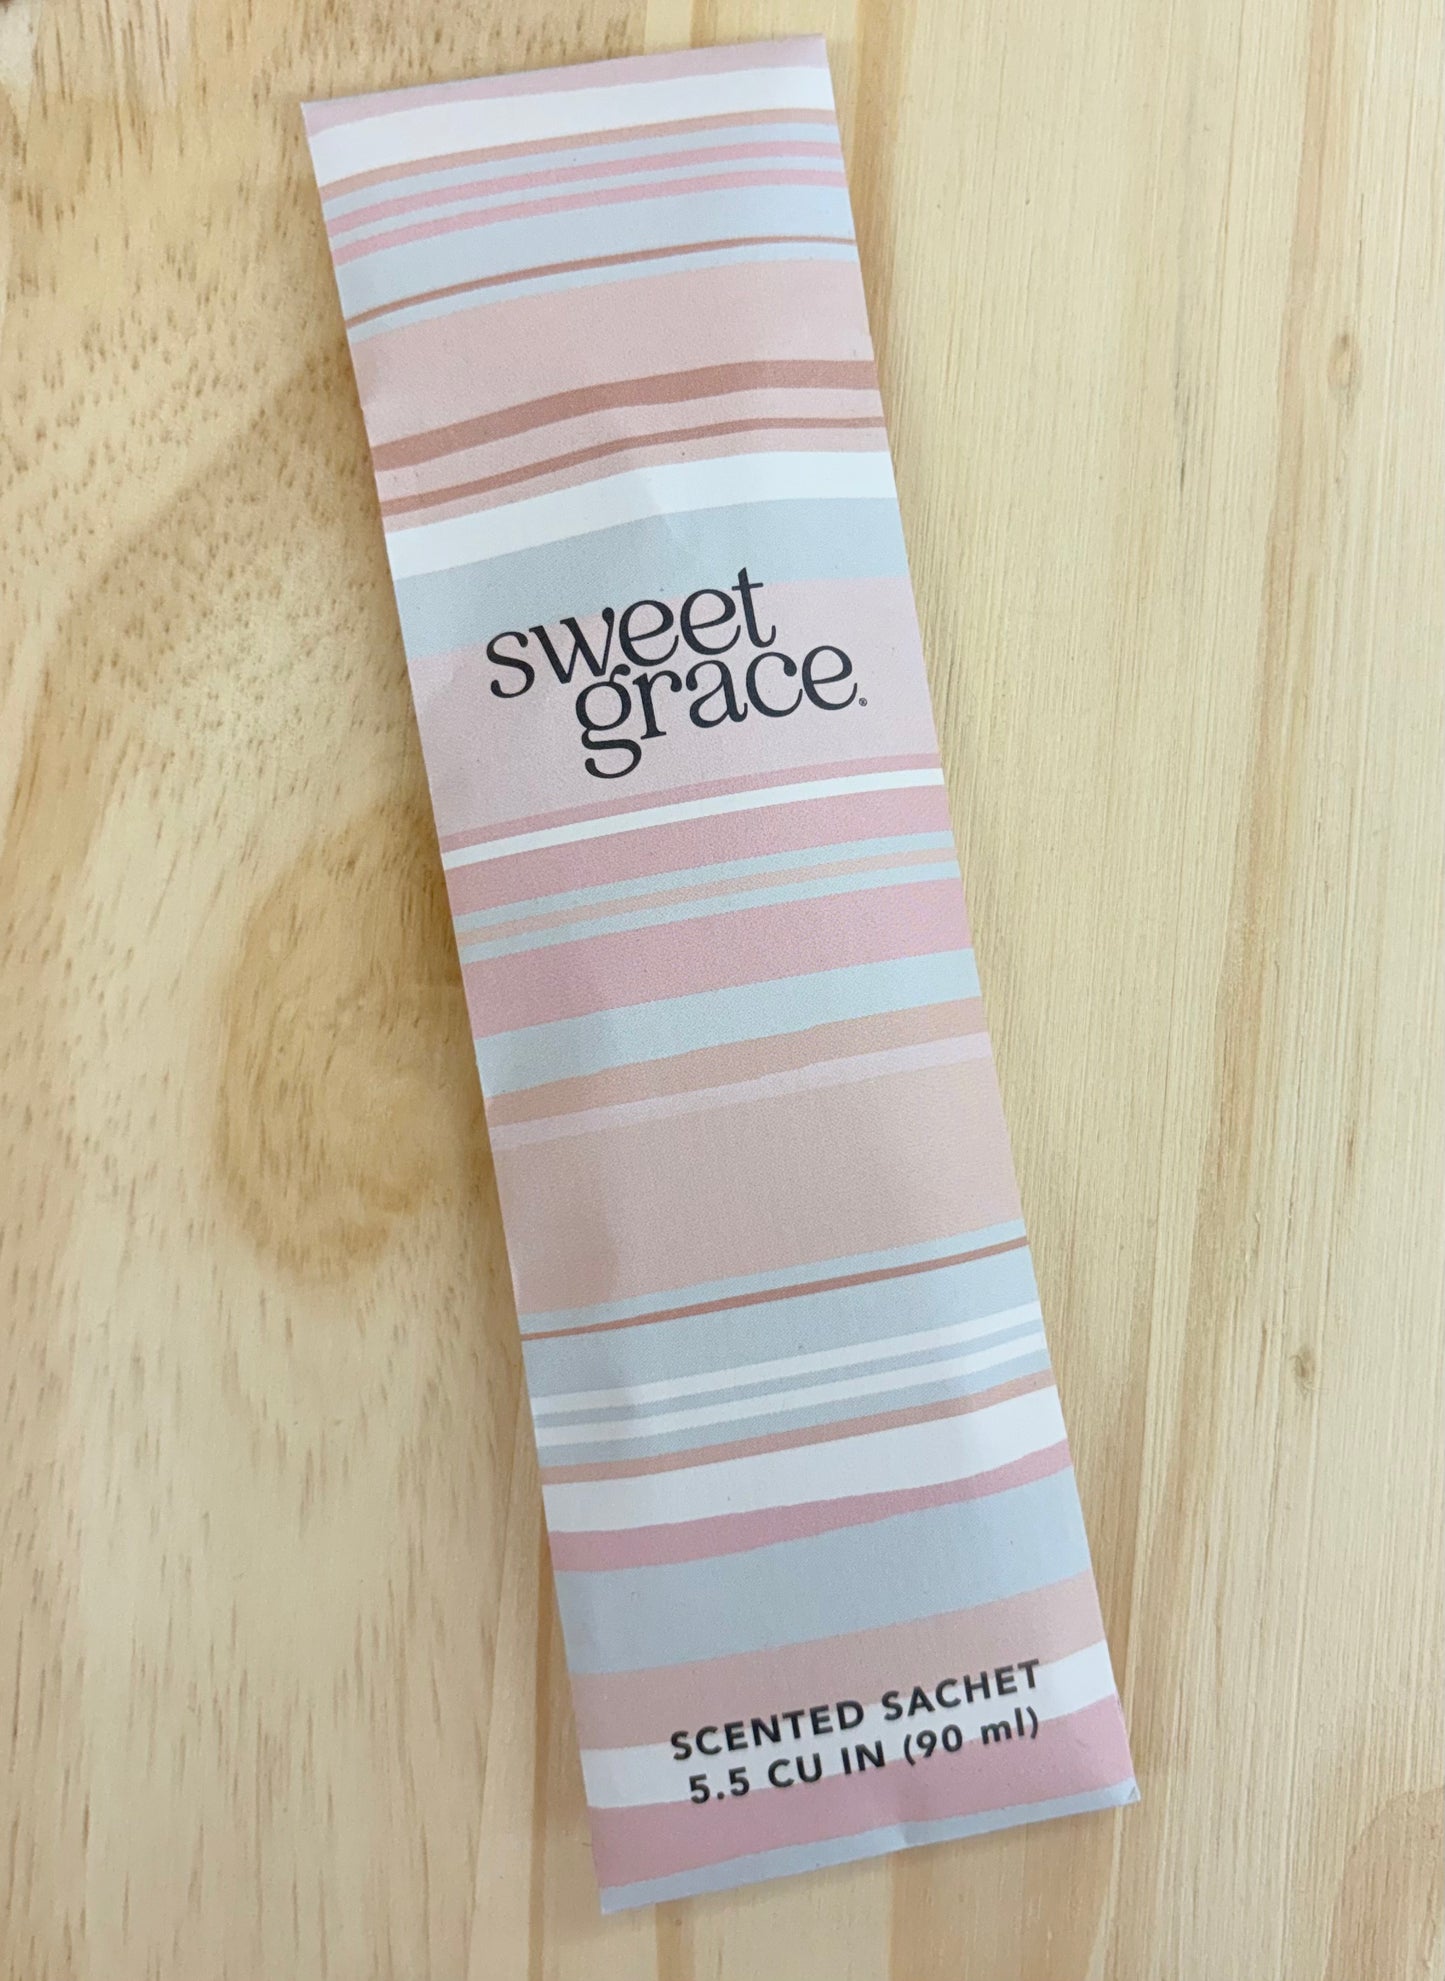 sweet
grace®
SCENTED SACHET
5.5 CU IN (90 ml)